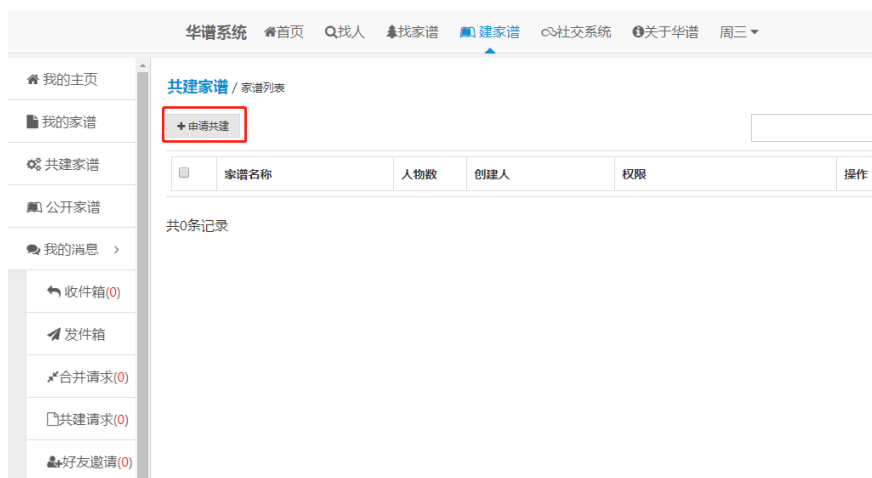 华谱系统 首页 找人 找家谱 建家谱 社交系统 关于华谱 周三
我的主页
我的家谱
共建家谱
公开家谱
我的消息
收件箱(0)
发件箱
合并请求(0)
共建请求(0)
好友邀请(0)
共建家谱 / 家谱列表
+申请共建
家谱名称 人物数 创建人 权限 操作
共0条记录